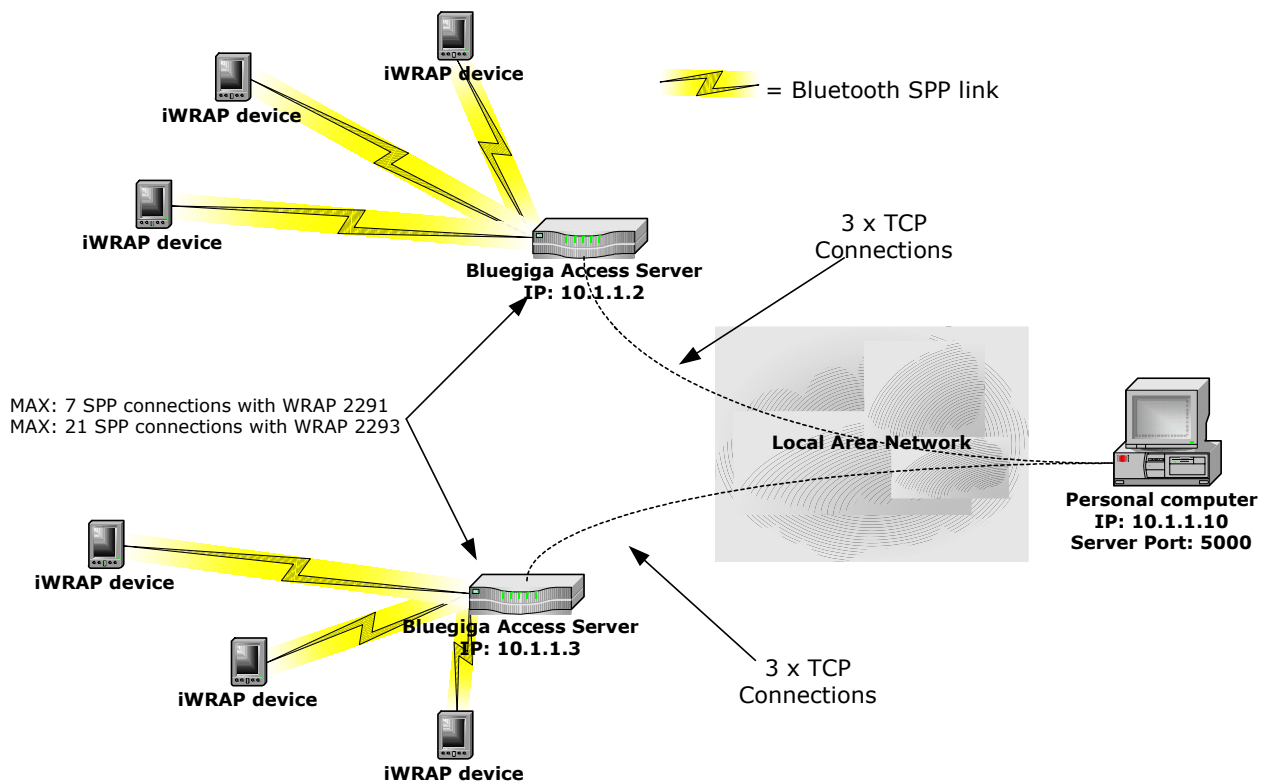 iWRAP device
iWRAP device
= Bluetooth SPP link
iWRAP device
3 x TCP
Connections
Bluegiga Access Server
IP: 10.1.1.2
MAX: 7 SPP connections with WRAP 2291
MAX: 21 SPP connections with WRAP 2293
Local Area Network
Personal computer
IP: 10.1.1.10
Server Port: 5000
iWRAP device
Bluegiga Access Server
IP: 10.1.1.3
3 x TCP
Connections
iWRAP device
iWRAP device